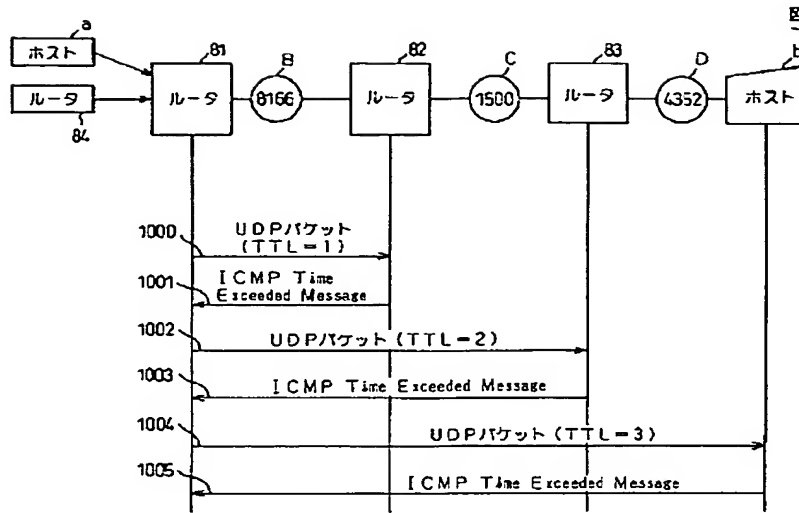 a
ホスト
ルータ
84
81
ルータ
B
8166
82
ルータ
C
1500
83
ルータ
D
4352
b
ホスト
1000
UDPパケット
(TTL=1)
1001
ICMP Time
Exceeded Message
1002
UDPパケット (TTL=2)
1003
ICMP Time Exceeded Message
1004
UDPパケット (TTL=3)
1005
ICMP Time Exceeded Message